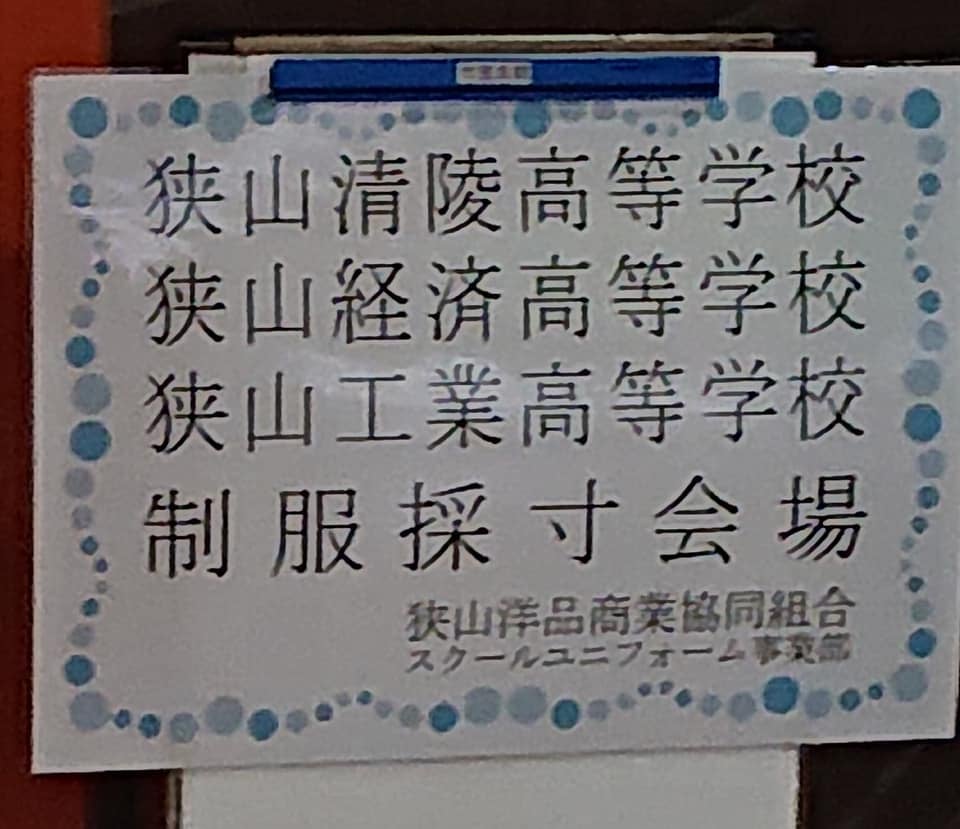 狭山清陵高等学校
狭山経済高等学校
狭山工業高等学校
制服採寸会場
狭山洋品商業協同組合
スクールユニフォーム事業部